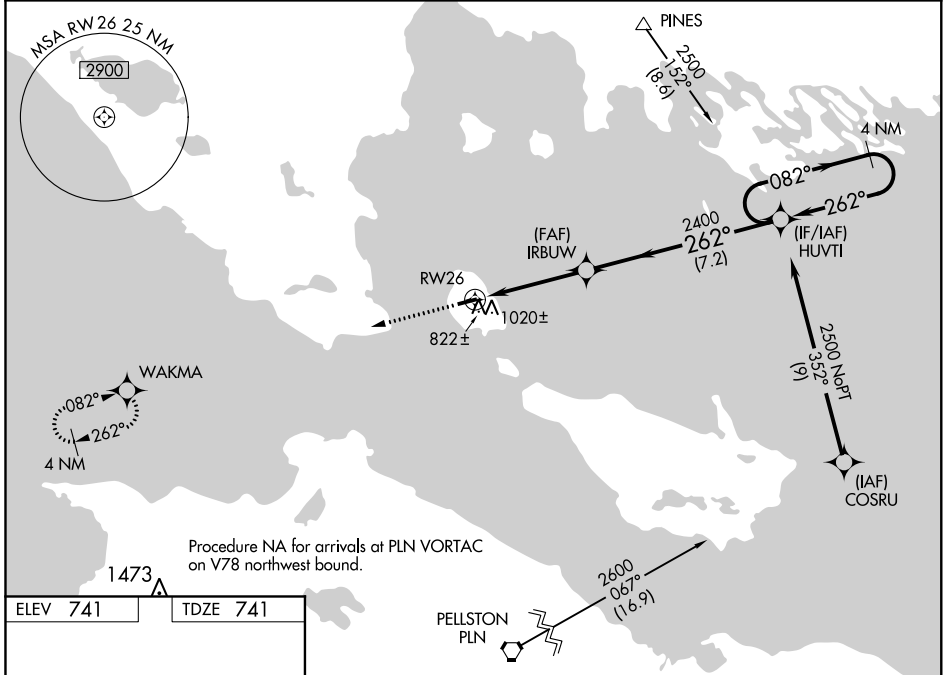 MSA RW26 25 NM
2900
PINES
2500
152°
(8.6)
4 NM
082°
262°
(IF/IAF)
HUVTI
2400
262°
(7.2)
(FAF)
IRBUW
RW26
1020±
822±
2500 NoPT
352°
(9)
(IAF)
COSRU
WAKMA
082°
262°
4 NM
Procedure NA for arrivals at PLN VORTAC
on V78 northwest bound.
1473
2600
067°
(16.9)
PELLSTON
PLN
ELEV 741
TDZE 741